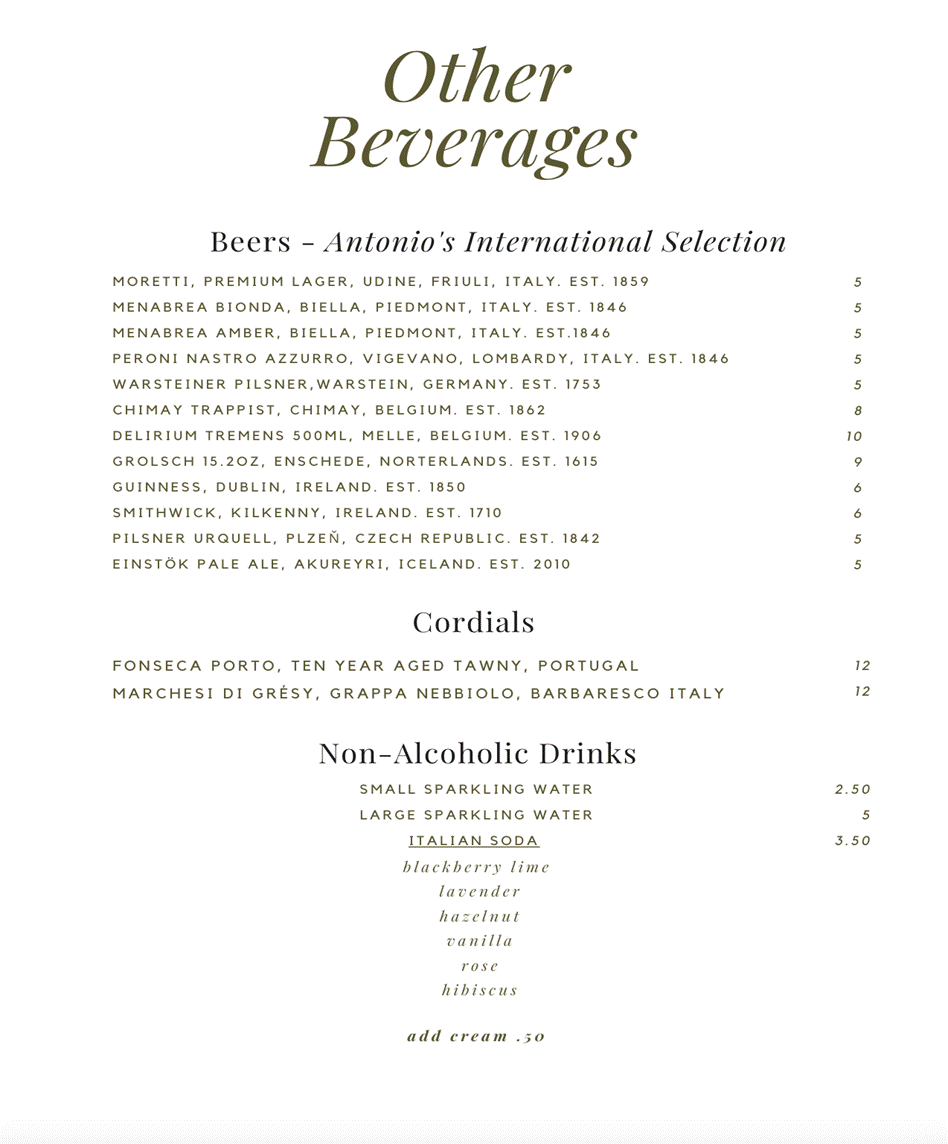 Other
Beverages
Beers - Antonio's International Selection
MORETTI, PREMIUM LAGER, UDINE, FRIULI, ITALY. EST. 1859 5
MENABREA BIONDA, BIELLA, PIEDMONT, ITALY. EST. 1846 5
MENABREA AMBER, BIELLA, PIEDMONT, ITALY. EST.1846 5
PERONI NASTRO AZZURRO, VIGEVANO, LOMBARDY, ITALY. EST. 1846 5
WARSTEINER PILSNER,WARSTEIN, GERMANY. EST. 1753 5
CHIMAY TRAPPIST, CHIMAY, BELGIUM. EST. 1862 8
DELIRIUM TREMENS 500ML, MELLE, BELGIUM. EST. 1906 10
GROLSCH 15.2OZ, ENSCHEDE, NORTERLANDS. EST. 1615 9
GUINNESS, DUBLIN, IRELAND. EST. 1850 6
SMITHWICK, KILKENNY, IRELAND. EST. 1710 6
PILSNER URQUELL, PLZEŇ, CZECH REPUBLIC. EST. 1842 5
EINSTÖK PALE ALE, AKUREYRI, ICELAND. EST. 2010 5
Cordials
FONSECA PORTO, TEN YEAR AGED TAWNY, PORTUGAL 12
MARCHESI DI GRÉSY, GRAPPA NEBBIOLO, BARBARESCO ITALY 12
Non-Alcoholic Drinks
SMALL SPARKLING WATER 2.50
LARGE SPARKLING WATER 5
ITALIAN SODA 3.50
blackberry lime
lavender
hazelnut
vanilla
rose
hibiscus
add cream .50